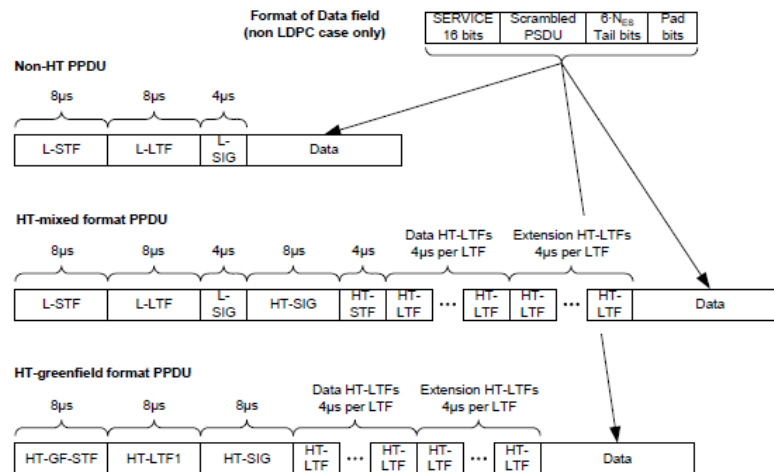 Format of Data field
(non LDPC case only)
SERVICE
16 bits
Scrambled
PSDU
6·N_ES
Tail bits
Pad
bits
Non-HT PPDU
8µs 8µs 4µs
L-STF L-LTF L-
SIG Data
HT-mixed format PPDU
Data HT-LTFs
4µs per LTF
Extension HT-LTFs
4µs per LTF
8µs 8µs 4µs 8µs 4µs
L-STF L-LTF L-
SIG HT-SIG HT-
STF HT-
LTF ... HT-
LTF HT-
LTF ... HT-
LTF Data
HT-greenfield format PPDU
Data HT-LTFs
4µs per LTF
Extension HT-LTFs
4µs per LTF
8µs 8µs 8µs
HT-GF-STF HT-LTF1 HT-SIG HT-
LTF ... HT-
LTF HT-
LTF ... HT-
LTF Data